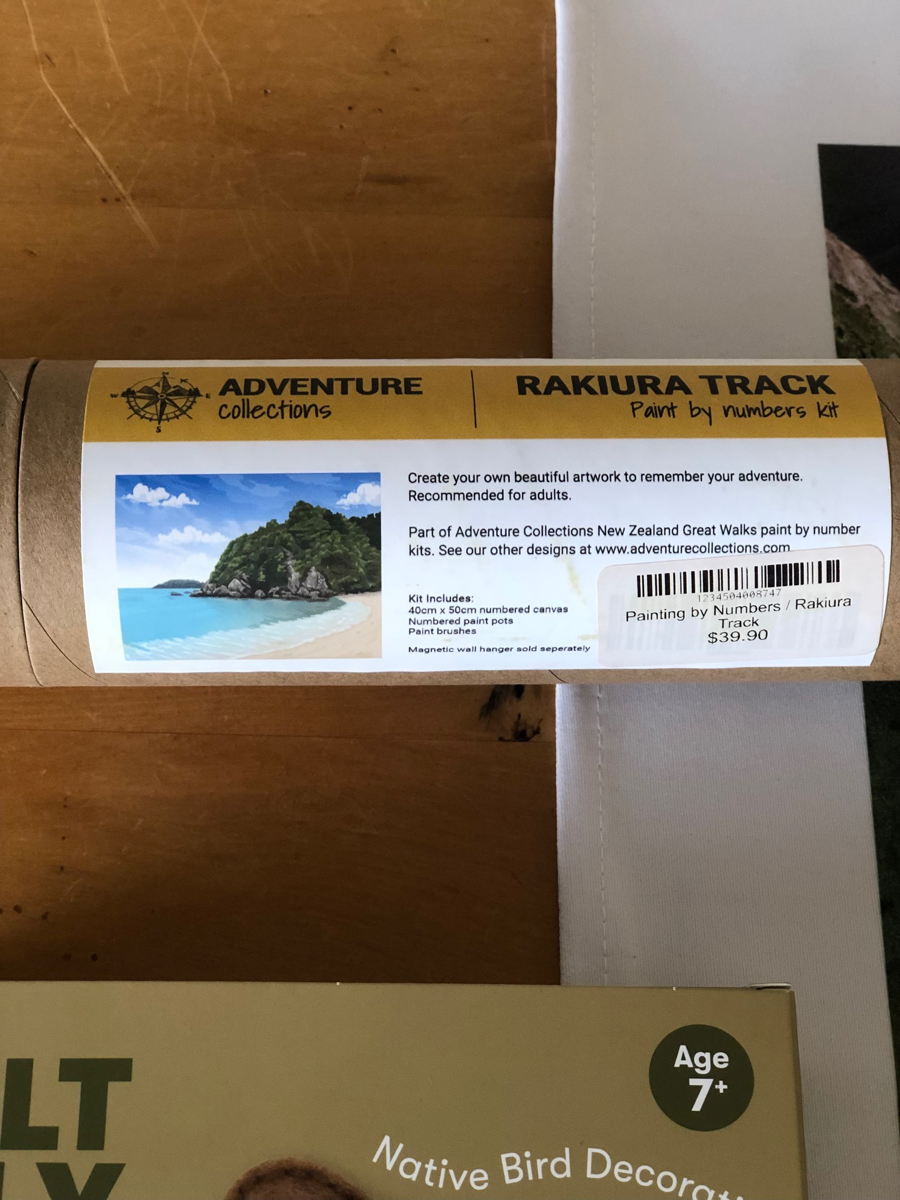 N
W E
S
ADVENTURE
collections
RAKIURA TRACK
Paint by numbers kit
Create your own beautiful artwork to remember your adventure.
Recommended for adults.
Part of Adventure Collections New Zealand Great Walks paint by number
kits. See our other designs at www.adventurecollections.com
Kit Includes:
40cm x 50cm numbered canvas
Numbered paint pots
Paint brushes
Magnetic wall hanger sold seperately
1234504008747
Painting by Numbers / Rakiura
Track
$39.90
Age
7+
LT
LY
Native Bird Decorat